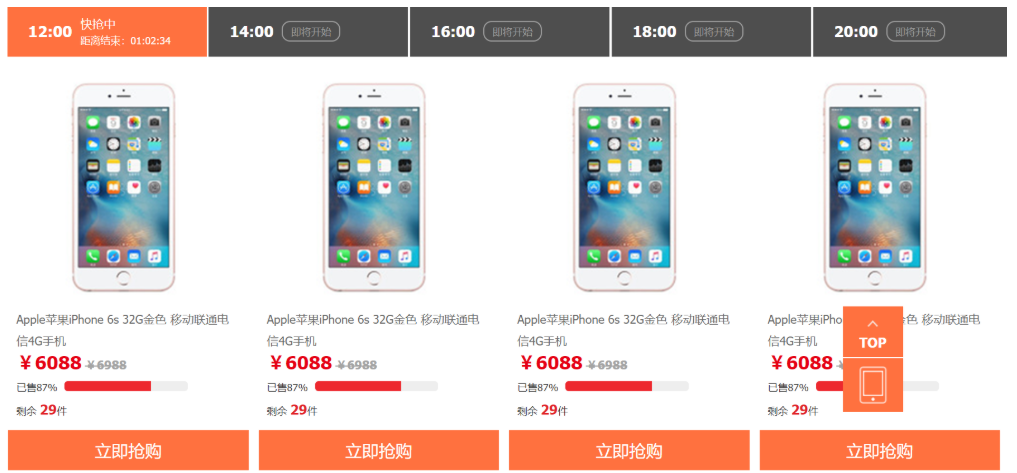 12:00 快抢中
距离结束：01:02:34
14:00 即将开始
16:00 即将开始
18:00 即将开始
20:00 即将开始
Apple苹果iPhone 6s 32G金色 移动联通电
信4G手机
￥6088 ￥6988
已售87%
剩余 29件
立即抢购
Apple苹果iPhone 6s 32G金色 移动联通电
信4G手机
￥6088 ￥6988
已售87%
剩余 29件
立即抢购
Apple苹果iPhone 6s 32G金色 移动联通电
信4G手机
￥6088 ￥6988
已售87%
剩余 29件
立即抢购
Apple苹果iPho 6s 32G金色 移动联通电
信4G手机
￥6088
已售87%
剩余 29件
立即抢购
TOP